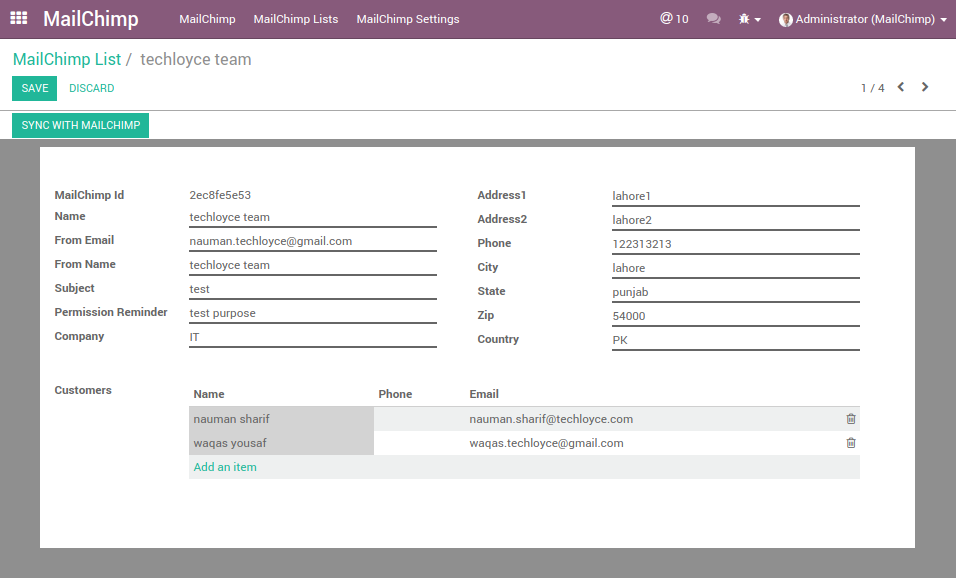 MailChimp MailChimp MailChimp Lists MailChimp Settings @ 10 Administrator (MailChimp)
MailChimp List / techloyce team
SAVE DISCARD 1 / 4
SYNC WITH MAILCHIMP
MailChimp Id 2ec8fe5e53
Name techloyce team
From Email nauman.techloyce@gmail.com
From Name techloyce team
Subject test
Permission Reminder test purpose
Company IT
Address1 lahore1
Address2 lahore2
Phone 122313213
City lahore
State punjab
Zip 54000
Country PK
Customers
Name Phone Email
nauman sharif nauman.sharif@techloyce.com
waqas yousaf waqas.techloyce@gmail.com
Add an item